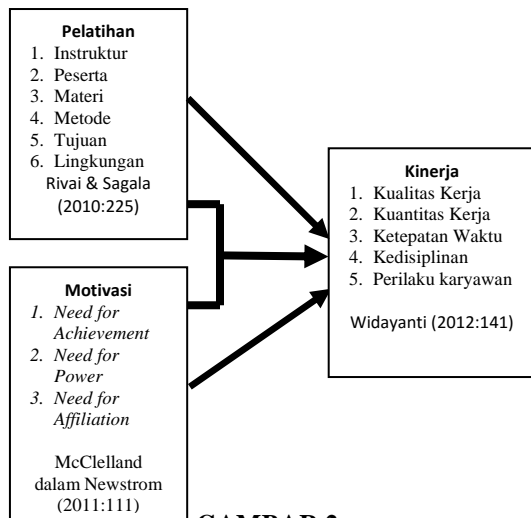 Pelatihan
1. Instruktur
2. Peserta
3. Materi
4. Metode
5. Tujuan
6. Lingkungan
Rivai & Sagala
(2010:225)
Motivasi
1. Need for
Achievement
2. Need for
Power
3. Need for
Affiliation
McClelland
dalam Newstrom
(2011:111)
Kinerja
1. Kualitas Kerja
2. Kuantitas Kerja
3. Ketepatan Waktu
4. Kedisiplinan
5. Perilaku karyawan
Widayanti (2012:141)
GAMBAR 2